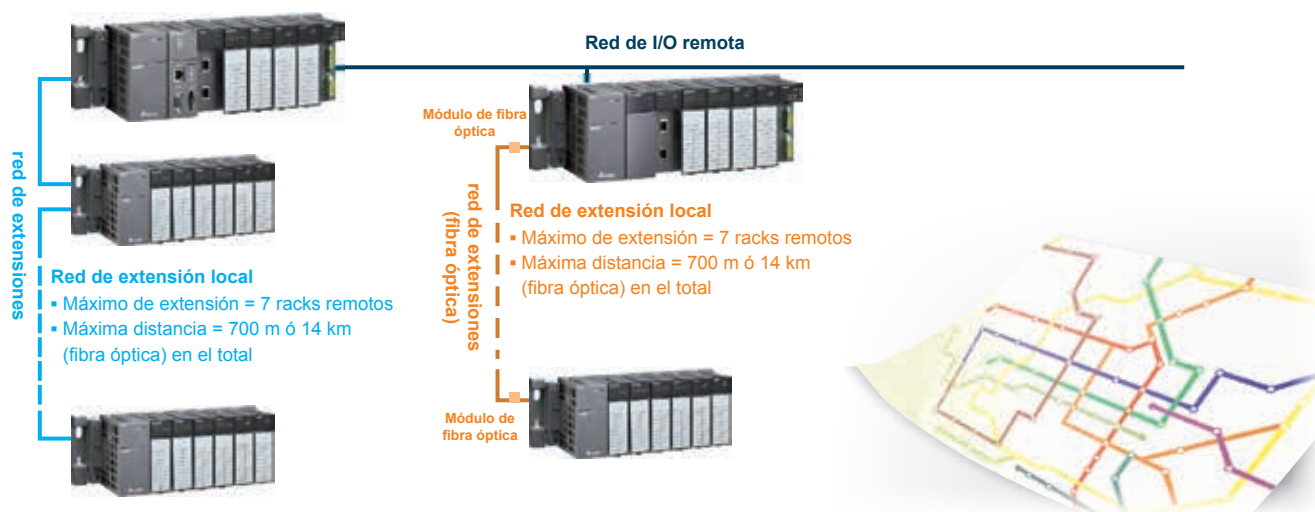 Red de I/O remota
red de extensiones
Red de extensión local
▪ Máximo de extensión = 7 racks remotos
▪ Máxima distancia = 700 m ó 14 km
(fibra óptica) en el total
Módulo de fibra
óptica
red de extensiones
(fibra óptica)
Red de extensión local
▪ Máximo de extensión = 7 racks remotos
▪ Máxima distancia = 700 m ó 14 km
(fibra óptica) en el total
Módulo de
fibra óptica